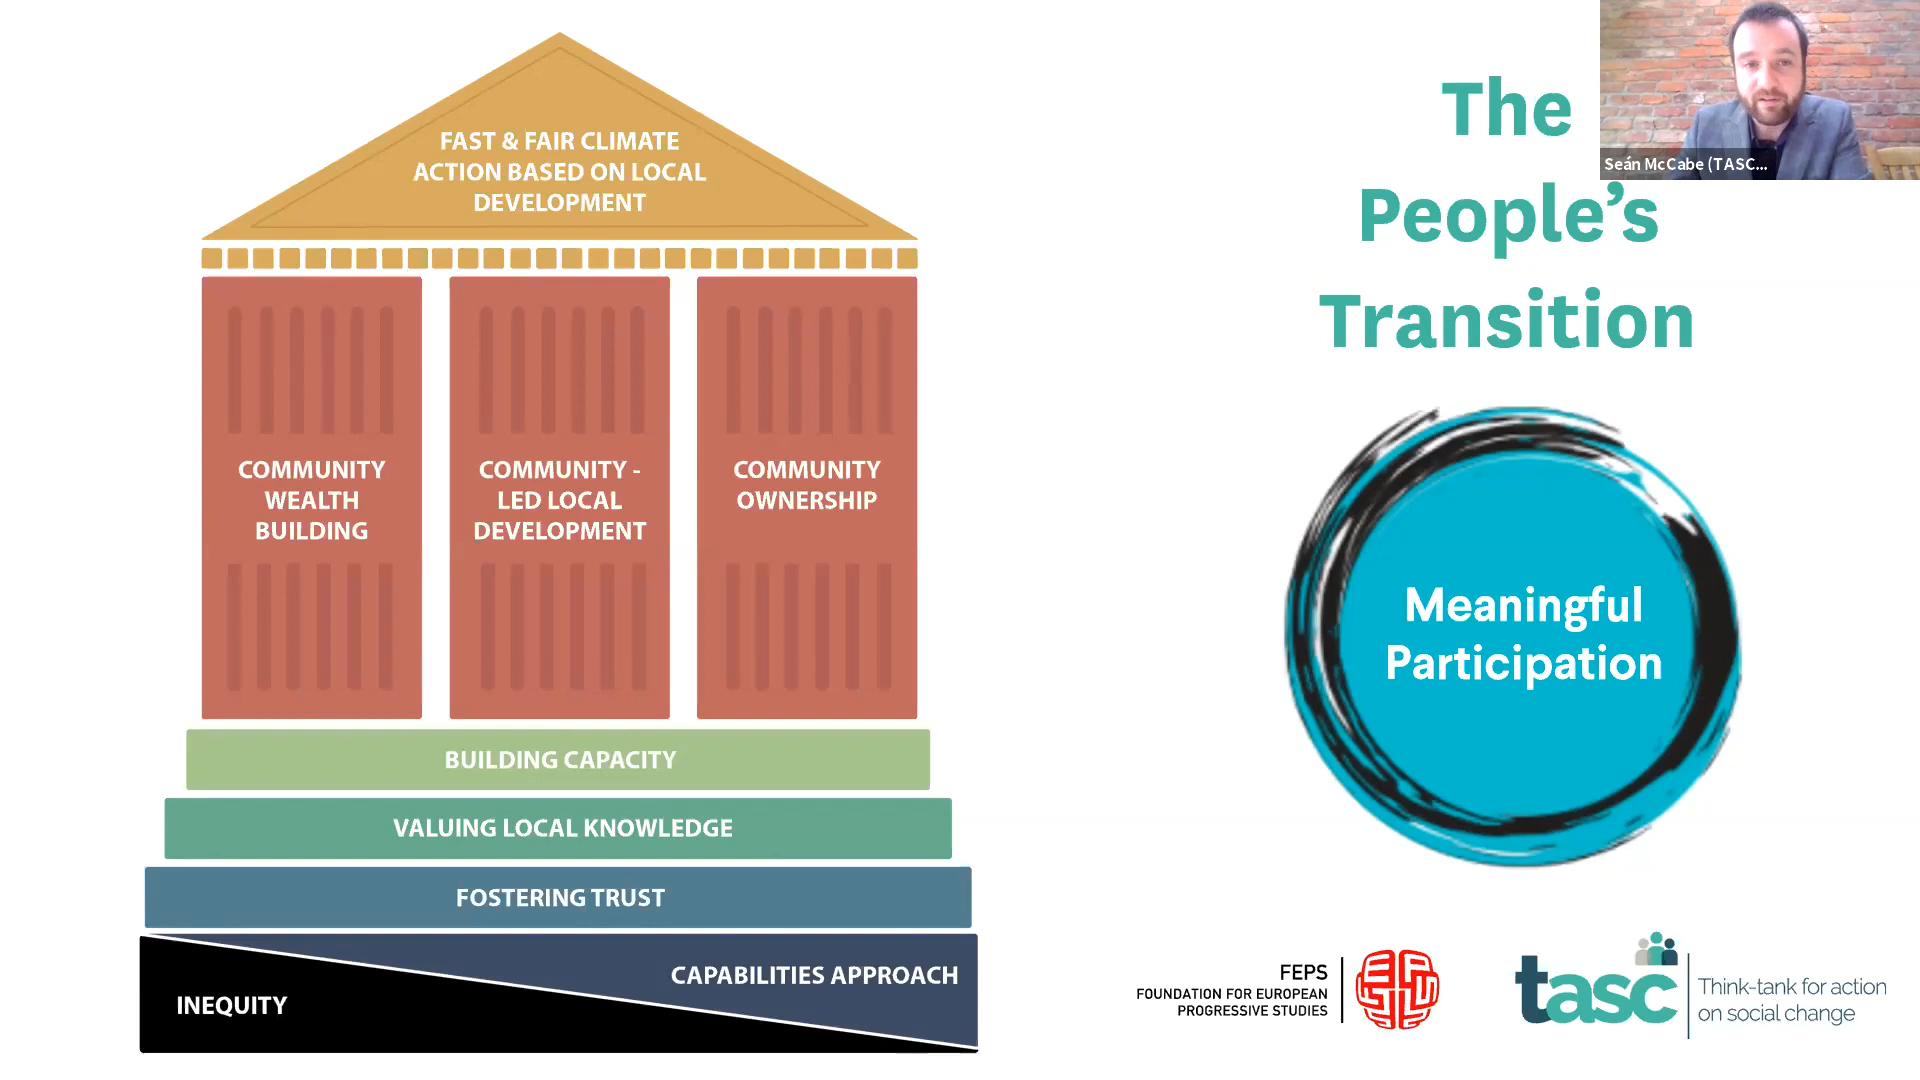 FAST & FAIR CLIMATE
ACTION BASED ON LOCAL
DEVELOPMENT
COMMUNITY
WEALTH
BUILDING
COMMUNITY -
LED LOCAL
DEVELOPMENT
COMMUNITY
OWNERSHIP
BUILDING CAPACITY
VALUING LOCAL KNOWLEDGE
FOSTERING TRUST
CAPABILITIES APPROACH
INEQUITY
The
People’s
Transition
Seán McCabe (TASC...
Meaningful
Participation
FEPS
FOUNDATION FOR EUROPEAN
PROGRESSIVE STUDIES
tasc
Think-tank for action
on social change